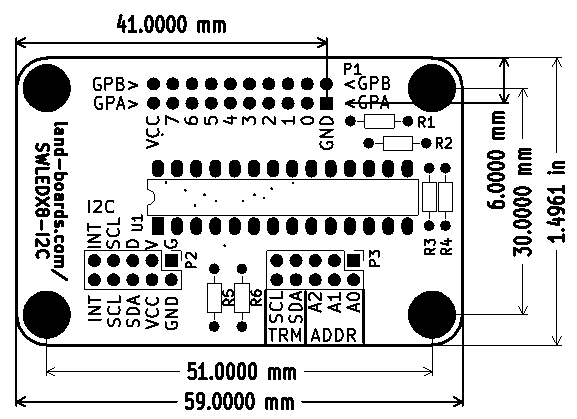 41.0000 mm
P1
GPB> <GPB
GPA> <GPA
VCC 7 6 5 4 3 2 1 0 GND
R1
R2
land-boards.com/
SWLEDX8-I2C
U1
I2C
INT SCL D V G
P2
INT SCL SDA VCC GND
R3 R4
R5 R6
P3
SCL SDA A2 A1 A0
TRM ADDR
6.0000 mm
30.0000 mm
1.4961 in
51.0000 mm
59.0000 mm